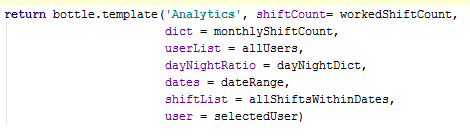 return bottle.template('Analytics', shiftCount= workedShiftCount,
dict = monthlyShiftCount,
userList = allUsers,
dayNightRatio = dayNightDict,
dates = dateRange,
shiftList = allShiftsWithinDates,
user = selectedUser)